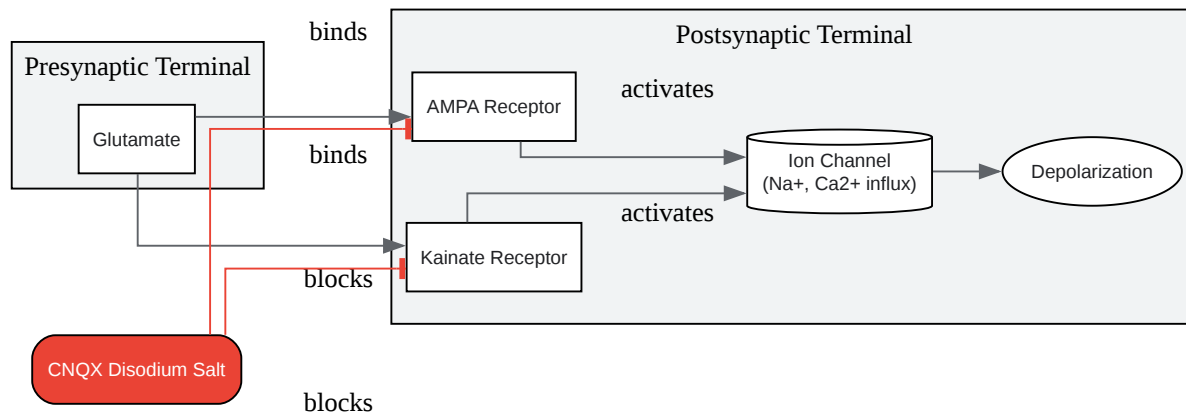 binds
Postsynaptic Terminal
Presynaptic Terminal
activates
AMPA Receptor
Glutamate
binds
Ion Channel
(Na+, Ca2+ influx)
Depolarization
activates
Kainate Receptor
blocks
CNQX Disodium Salt
blocks